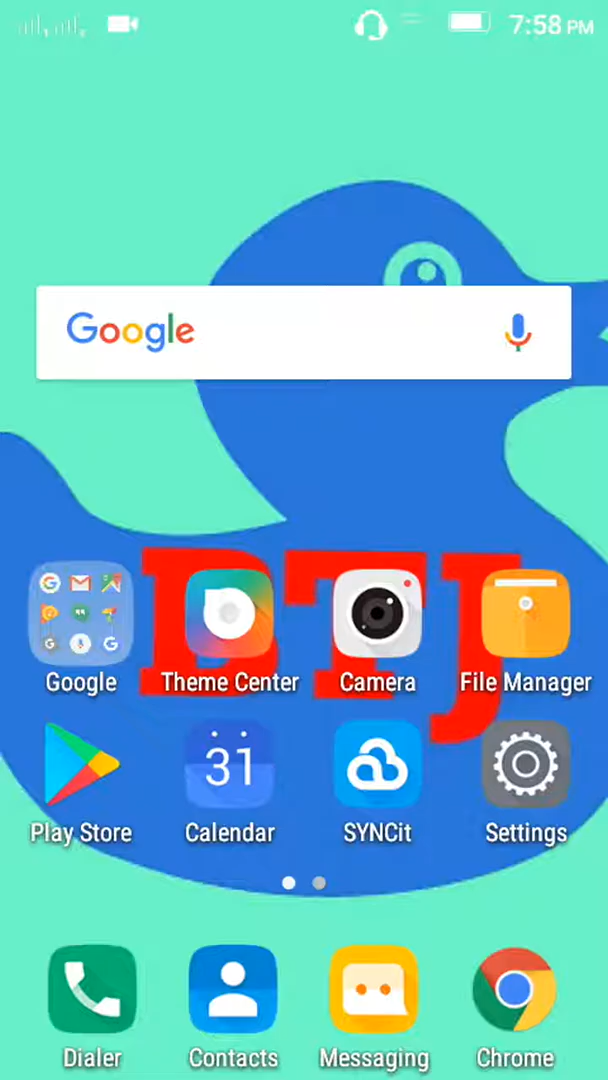 7:58 PM
Google
DTJ
Google Theme Center Camera File Manager
31
Play Store Calendar SYNCit Settings
Dialer Contacts Messaging Chrome